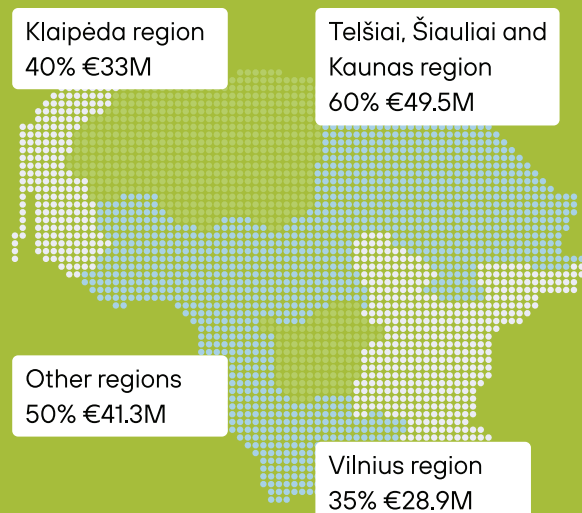 Klaipėda region
40% €33M
Telšiai, Šiauliai and
Kaunas region
60% €49.5M
Other regions
50% €41.3M
Vilnius region
35% €28.9M